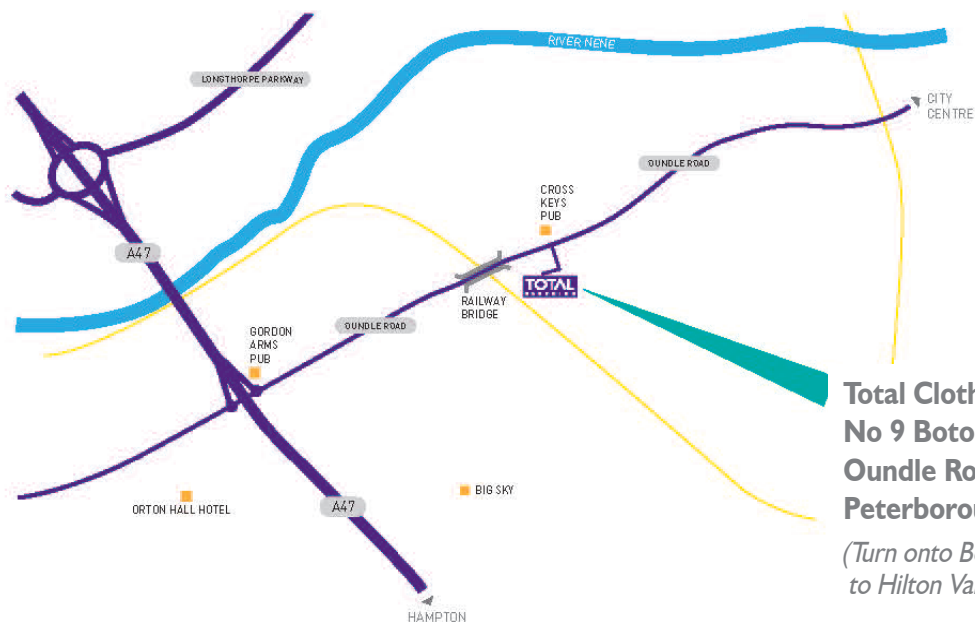 RIVER NENE
LONGTHORPE PARKWAY
CITY
CENTRE
OUNDLE ROAD
CROSS
KEYS
PUB
A47
TOTAL
CLOTHING
RAILWAY
BRIDGE
OUNDLE ROAD
GORDON
ARMS
PUB
Total Cloth
No 9 Boto
Oundle Ro
Peterborou
(Turn onto B
to Hilton Va
BIG SKY
ORTON HALL HOTEL
A47
HAMPTON